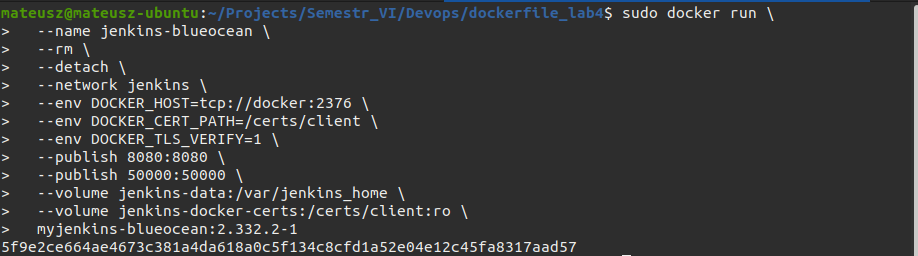 mateusz@mateusz-ubuntu:~/Projects/Semestr_VI/Devops/dockerfile_lab4$ sudo docker run \
>   --name jenkins-blueocean \
>   --rm \
>   --detach \
>   --network jenkins \
>   --env DOCKER_HOST=tcp://docker:2376 \
>   --env DOCKER_CERT_PATH=/certs/client \
>   --env DOCKER_TLS_VERIFY=1 \
>   --publish 8080:8080 \
>   --publish 50000:50000 \
>   --volume jenkins-data:/var/jenkins_home \
>   --volume jenkins-docker-certs:/certs/client:ro \
>   myjenkins-blueocean:2.332.2-1
5f9e2ce664ae4673c381a4da618a0c5f134c8cfd1a52e04e12c45fa8317aad57